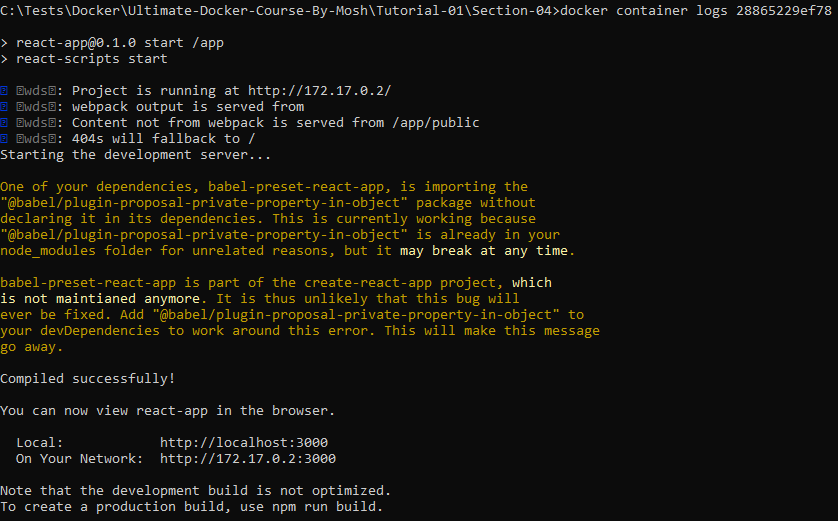 C:\Tests\Docker\Ultimate-Docker-Course-By-Mosh\Tutorial-01\Section-04>docker container logs 28865229ef78
> react-app@0.1.0 start /app
> react-scripts start
wds: Project is running at http://172.17.0.2/
wds: webpack output is served from
wds: Content not from webpack is served from /app/public
wds: 404s will fallback to /
Starting the development server...
One of your dependencies, babel-preset-react-app, is importing the
"@babel/plugin-proposal-private-property-in-object" package without
declaring it in its dependencies. This is currently working because
"@babel/plugin-proposal-private-property-in-object" is already in your
node_modules folder for unrelated reasons, but it may break at any time.
babel-preset-react-app is part of the create-react-app project, which
is not maintianed anymore. It is thus unlikely that this bug will
ever be fixed. Add "@babel/plugin-proposal-private-property-in-object" to
your devDependencies to work around this error. This will make this message
go away.
Compiled successfully!
You can now view react-app in the browser.
Local: http://localhost:3000
On Your Network: http://172.17.0.2:3000
Note that the development build is not optimized.
To create a production build, use npm run build.